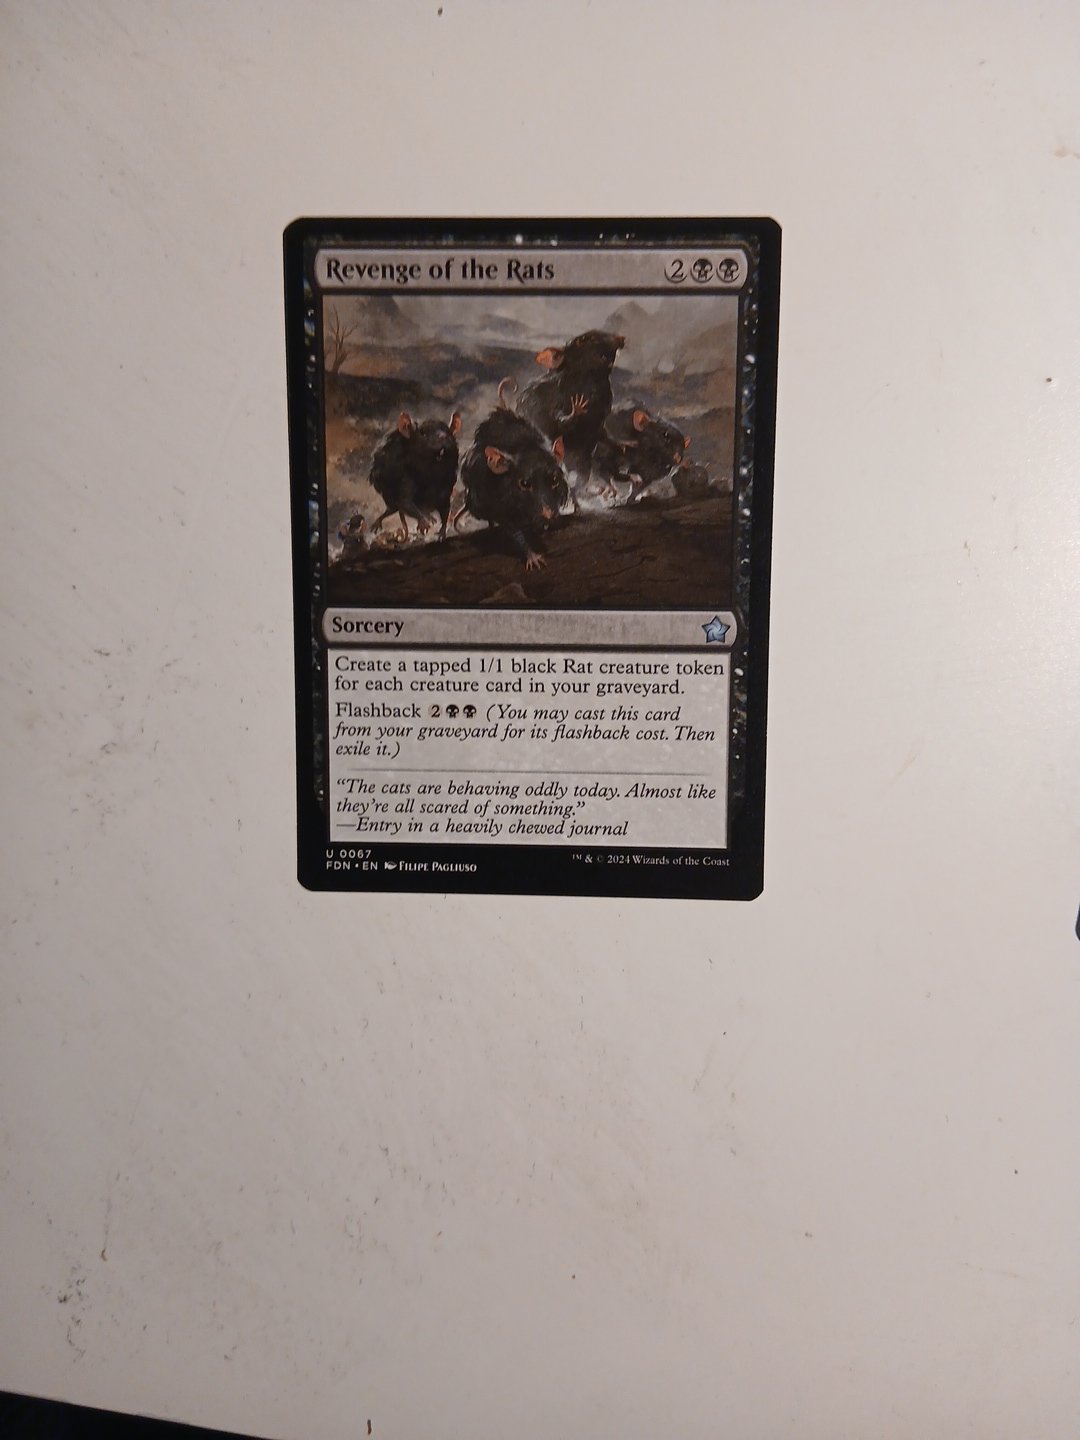 Revenge of the Rats 2
Sorcery
Create a tapped 1/1 black Rat creature token
for each creature card in your graveyard.
Flashback 2 (You may cast this card
from your graveyard for its flashback cost. Then
exile it.)
“The cats are behaving oddly today. Almost like
they’re all scared of something.”
—Entry in a heavily chewed journal
U 0067
FDN • EN Filipe Pagliuso
™ & © 2024 Wizards of the Coast